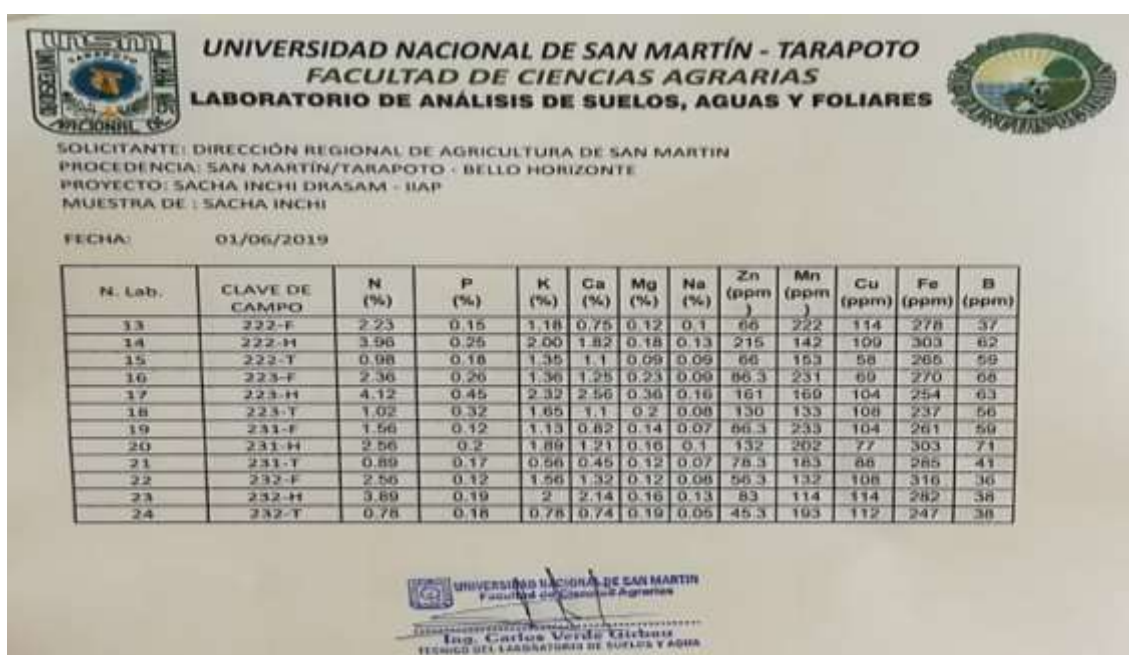 UNSM
UNIVERSIDAD NACIONAL DE SAN MARTÍN - TARAPOTO
FACULTAD DE CIENCIAS AGRARIAS
LABORATORIO DE ANÁLISIS DE SUELOS, AGUAS Y FOLIARES
SOLICITANTE: DIRECCIÓN REGIONAL DE AGRICULTURA DE SAN MARTIN
PROCEDENCIA: SAN MARTÍN/TARAPOTO - BELLO HORIZONTE
PROYECTO: SACHA INCHI DRASAM - IIAP
MUESTRA DE : SACHA INCHI
FECHA: 01/06/2019
N. Lab. CLAVE DE CAMPO N (%) P (%) K (%) Ca (%) Mg (%) Na (%) Zn (ppm) Mn (ppm) Cu (ppm) Fe (ppm) B (ppm)
13 222-F 2.23 0.15 1.18 0.75 0.12 0.1 66 222 114 278 37
14 222-H 3.96 0.25 2.00 1.82 0.18 0.13 215 142 109 303 62
15 222-T 0.98 0.18 1.35 1.1 0.09 0.09 66 153 58 265 59
16 223-F 2.36 0.26 1.36 1.25 0.23 0.09 86.3 231 69 270 68
17 223-H 4.12 0.45 2.32 2.56 0.36 0.16 161 169 104 254 63
18 223-T 1.02 0.32 1.65 1.1 0.2 0.08 130 133 108 237 56
19 231-F 1.56 0.12 1.13 0.82 0.14 0.07 86.3 233 104 261 59
20 231-H 2.56 0.2 1.89 1.21 0.16 0.1 132 202 77 303 71
21 231-T 0.89 0.17 0.56 0.45 0.12 0.07 78.3 183 88 285 41
22 232-F 2.56 0.12 1.56 1.32 0.12 0.08 56.3 132 108 316 36
23 232-H 3.89 0.19 2 2.14 0.16 0.13 83 114 114 282 38
24 232-T 0.78 0.18 0.78 0.74 0.19 0.05 45.3 193 112 247 38
UNIVERSIDAD NACIONAL DE SAN MARTIN
Facultad de Ciencias Agrarias
Ing. Carlos Verde Girbau
TECNICO DEL LABORATORIO DE SUELOS Y AGUA